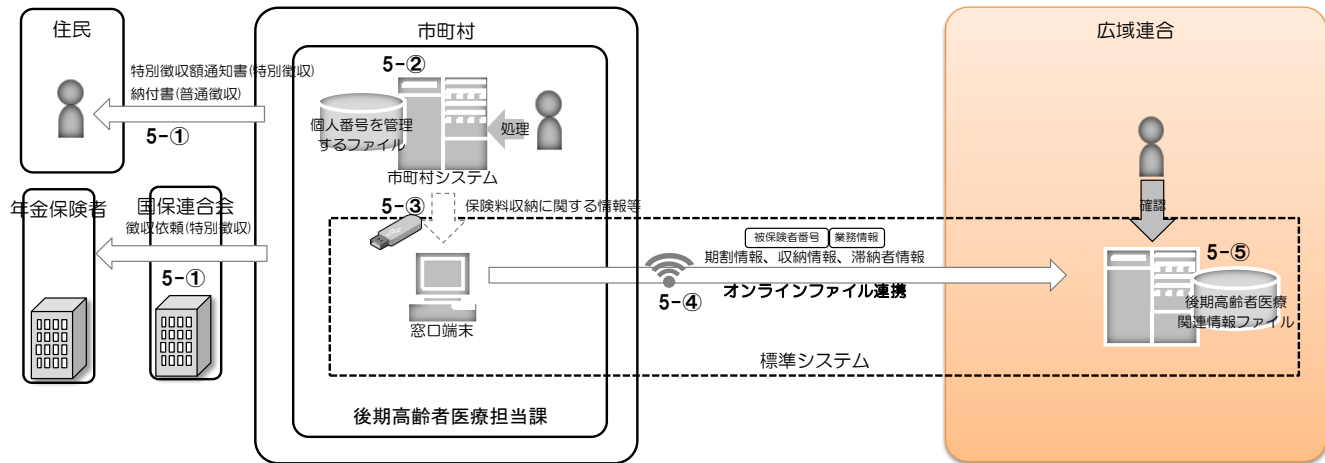 住民
市町村
広域連合
特別徴収額通知書(特別徴収)
納付書(普通徴収)
5-①
5-②
個人番号を管理
するファイル
処理
市町村システム
年金保険者
国保連合会
徴収依頼(特別徴収)
5-①
5-③
保険料収納に関する情報等
確認
被保険者番号
業務情報
期割情報、収納情報、滞納者情報
5-④
オンラインファイル連携
5-⑤
後期高齢者医療
関連情報ファイル
窓口端末
標準システム
後期高齢者医療担当課